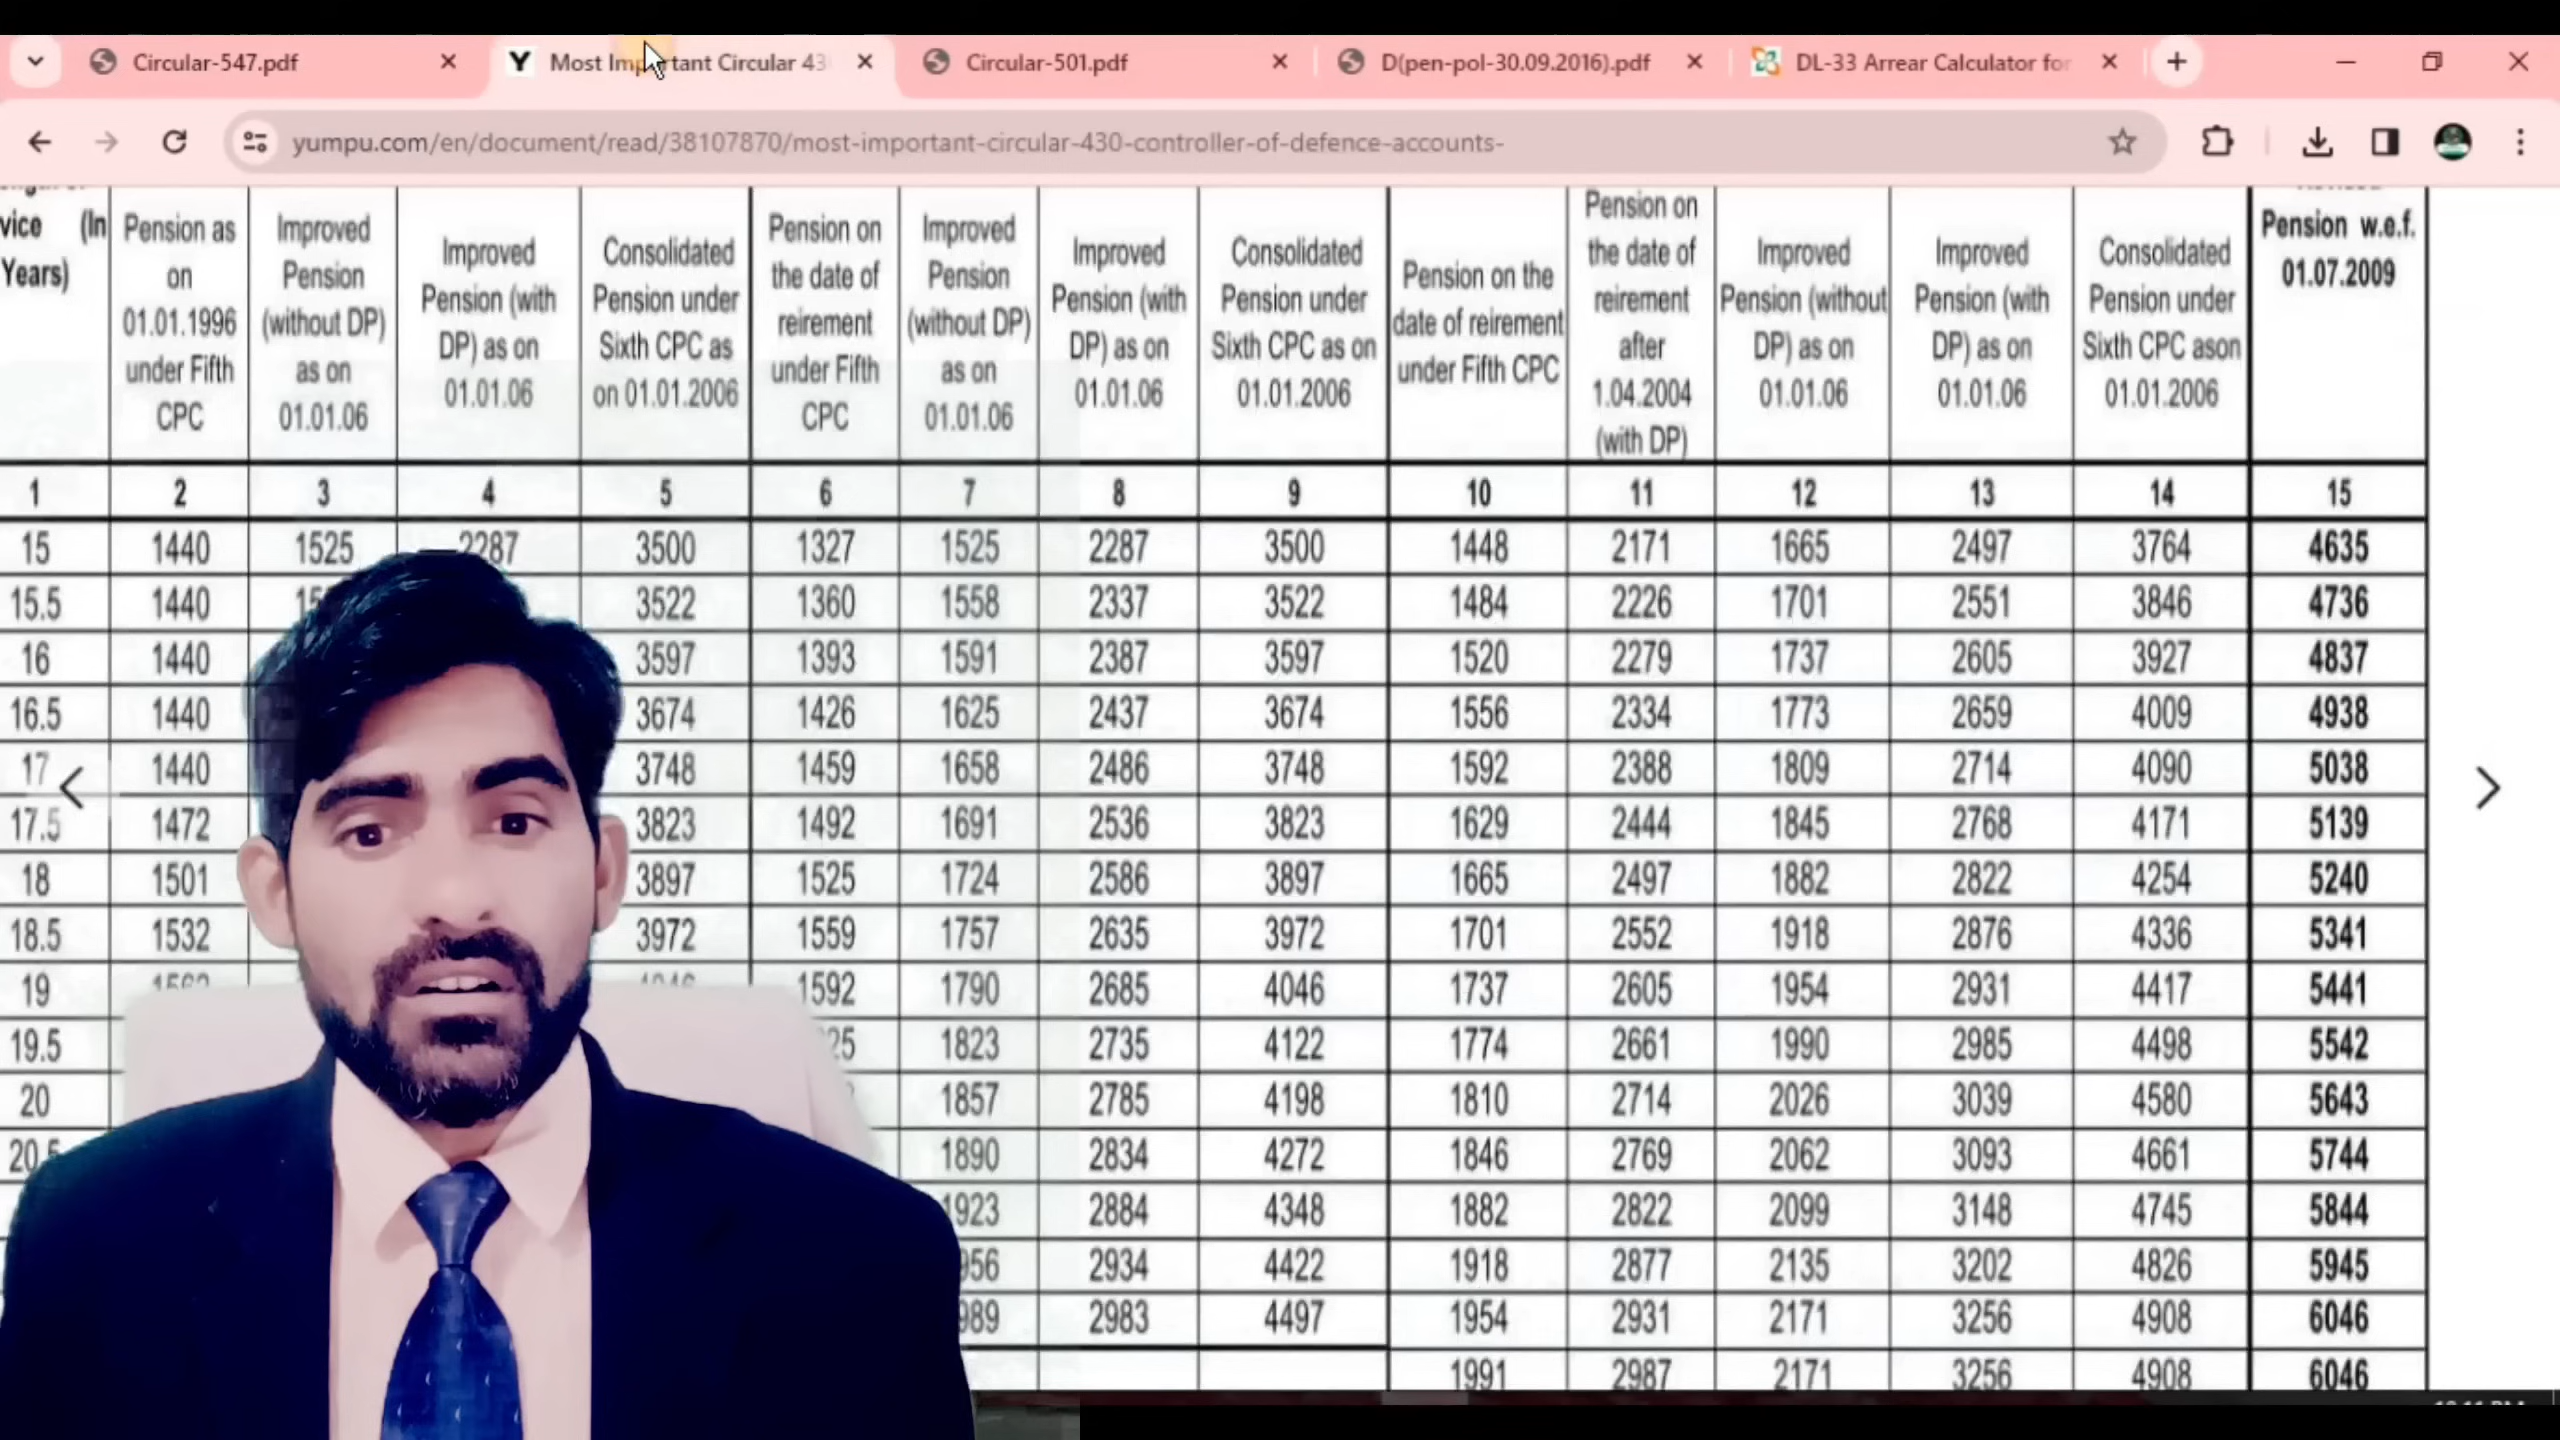 Circular-547.pdf
Most Important Circular 43
Circular-501.pdf
D(pen-pol-30.09.2016).pdf
DL-33 Arrear Calculator for
yumpu.com/en/document/read/38107870/most-important-circular-430-controller-of-defence-accounts-
vice (In Years)
Pension as on 01.01.1996 under Fifth CPC
Improved Pension (without DP) as on 01.01.06
Improved Pension (with DP) as on 01.01.06
Consolidated Pension under Sixth CPC as on 01.01.2006
Pension on the date of reirement under Fifth CPC
Improved Pension (without DP) as on 01.01.06
Improved Pension (with DP) as on 01.01.06
Consolidated Pension under Sixth CPC as on 01.01.2006
Pension on the date of reirement under Fifth CPC
Pension on the date of reirement after 1.04.2004 (with DP)
Improved Pension (without DP) as on 01.01.06
Improved Pension (with DP) as on 01.01.06
Consolidated Pension under Sixth CPC ason 01.01.2006
Pension w.e.f. 01.07.2009
1 2 3 4 5 6 7 8 9 10 11 12 13 14 15
15 1440 1525 2287 3500 1327 1525 2287 3500 1448 2171 1665 2497 3764 4635
15.5 1440 3522 1360 1558 2337 3522 1484 2226 1701 2551 3846 4736
16 1440 3597 1393 1591 2387 3597 1520 2279 1737 2605 3927 4837
16.5 1440 3674 1426 1625 2437 3674 1556 2334 1773 2659 4009 4938
17 1440 3748 1459 1658 2486 3748 1592 2388 1809 2714 4090 5038
17.5 1472 3823 1492 1691 2536 3823 1629 2444 1845 2768 4171 5139
18 1501 3897 1525 1724 2586 3897 1665 2497 1882 2822 4254 5240
18.5 1532 3972 1559 1757 2635 3972 1701 2552 1918 2876 4336 5341
19 1592 1790 2685 4046 1737 2605 1954 2931 4417 5441
19.5 1823 2735 4122 1774 2661 1990 2985 4498 5542
20 1857 2785 4198 1810 2714 2026 3039 4580 5643
20.5 1890 2834 4272 1846 2769 2062 3093 4661 5744
1923 2884 4348 1882 2822 2099 3148 4745 5844
956 2934 4422 1918 2877 2135 3202 4826 5945
989 2983 4497 1954 2931 2171 3256 4908 6046
1991 2987 2171 3256 4908 6046